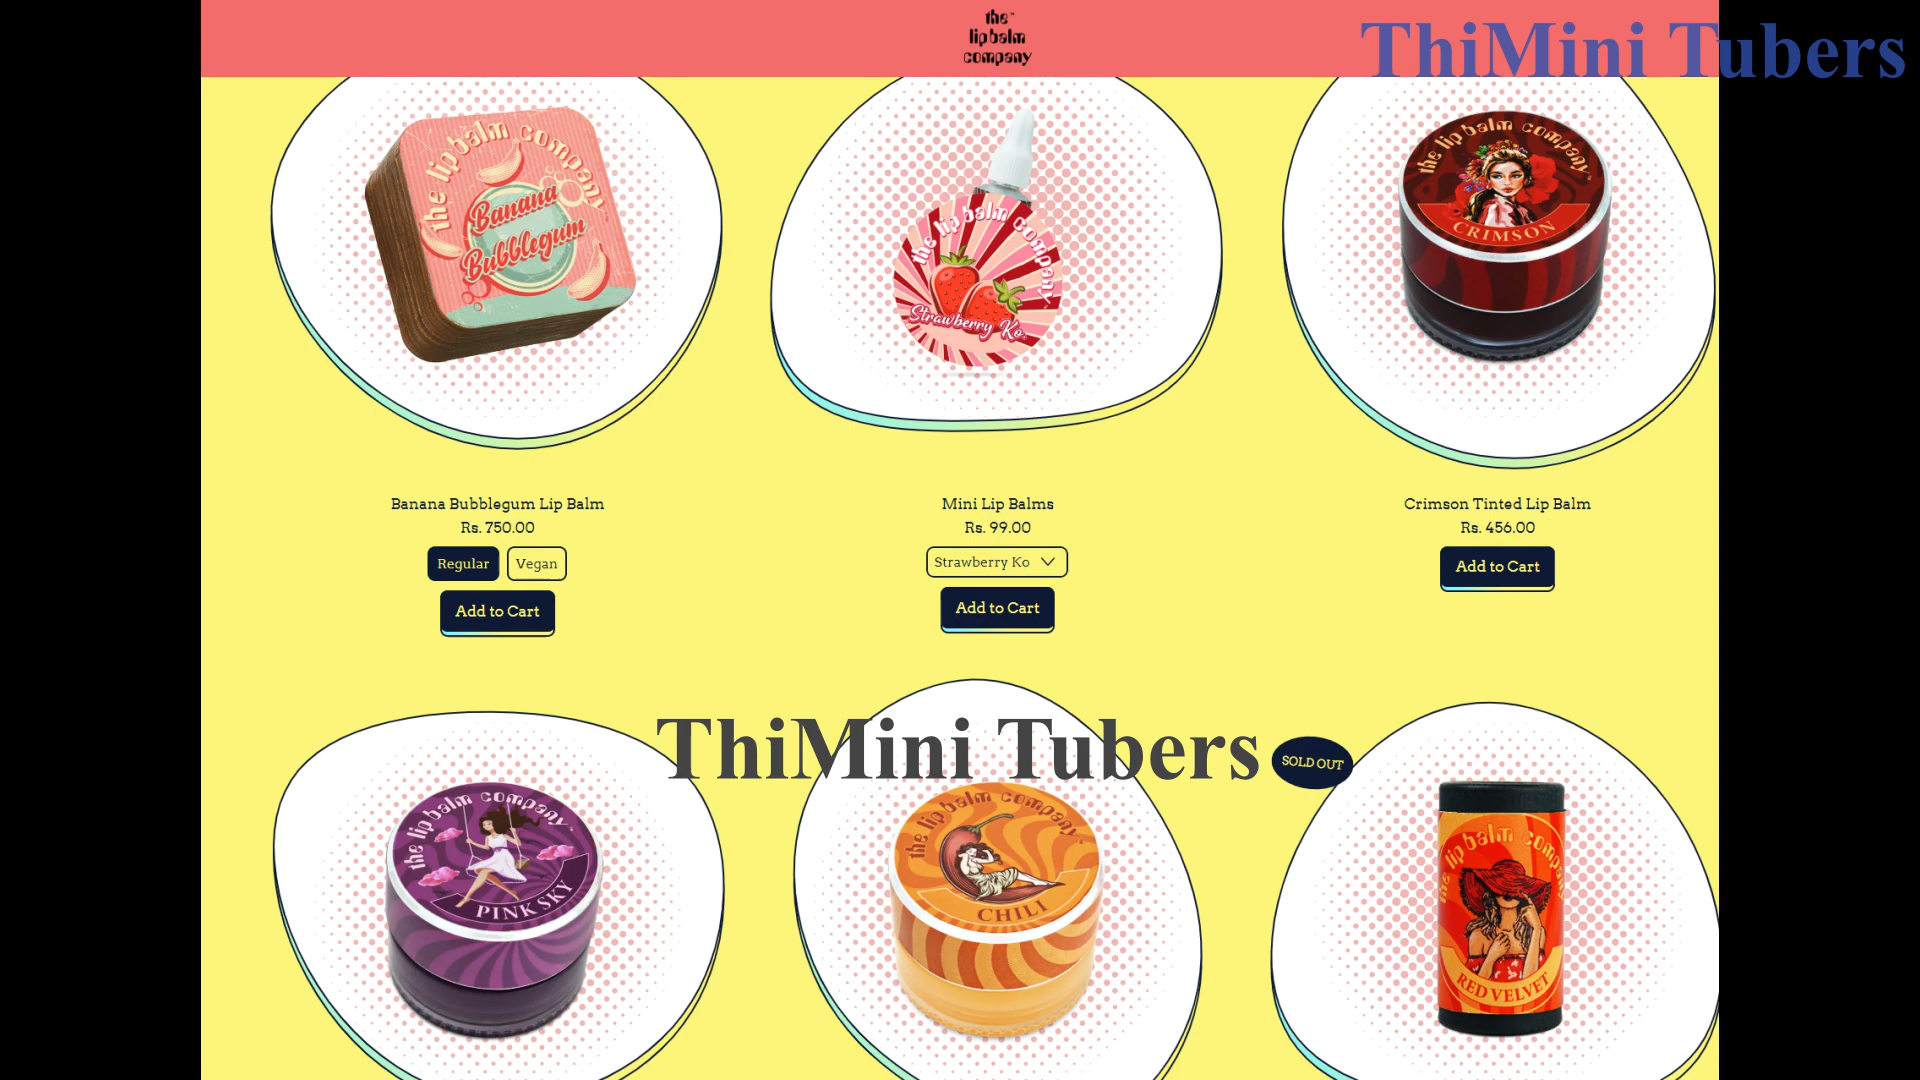 the™
lip balm
company
ThiMini Tubers
the lip balm company
Banana
Bubblegum
the lip balm company
Strawberry Ko.
the lip balm company
CRIMSON
Banana Bubblegum Lip Balm
Rs. 750.00
Regular
Vegan
Add to Cart
Mini Lip Balms
Rs. 99.00
Strawberry Ko
Add to Cart
Crimson Tinted Lip Balm
Rs. 456.00
Add to Cart
ThiMini Tubers
SOLD OUT
the lip balm company
PINK SKY
the lip balm company
CHILI
the lip balm company
RED VELVET